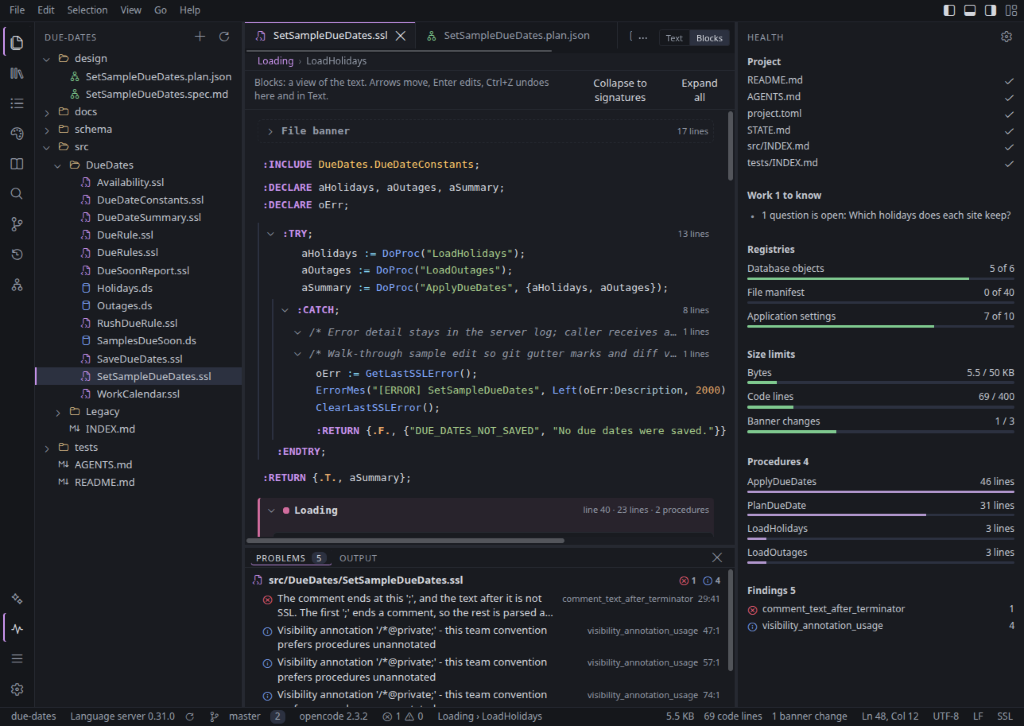 File Edit Selection View Go Help
DUE-DATES
design
SetSampleDueDates.plan.json
SetSampleDueDates.spec.md
docs
schema
src
DueDates
Availability.ssl
DueDateConstants.ssl
DueDateSummary.ssl
DueRule.ssl
DueRules.ssl
DueSoonReport.ssl
Holidays.ds
Outages.ds
RushDueRule.ssl
SamplesDueSoon.ds
SaveDueDates.ssl
SetSampleDueDates.ssl
WorkCalendar.ssl
Legacy
INDEX.md
tests
AGENTS.md
README.md
SetSampleDueDates.ssl
SetSampleDueDates.plan.json
[ ...
Text Blocks
Loading › LoadHolidays
Blocks: a view of the text. Arrows move, Enter edits, Ctrl+Z undoes
here and in Text.
Collapse to
signatures
Expand
all
File banner 17 lines
:INCLUDE DueDates.DueDateConstants;
:DECLARE aHolidays, aOutages, aSummary;
:DECLARE oErr;
:TRY; 13 lines
aHolidays := DoProc("LoadHolidays");
aOutages := DoProc("LoadOutages");
aSummary := DoProc("ApplyDueDates", {aHolidays, aOutages});
:CATCH; 8 lines
/* Error detail stays in the server log; caller receives a… 1 lines
/* Walk-through sample edit so git gutter marks and diff v… 1 lines
oErr := GetLastSSLError();
ErrorMes("[ERROR] SetSampleDueDates", Left(oErr:Description, 2000)
ClearLastSSLError();
:RETURN {.F., {"DUE_DATES_NOT_SAVED", "No due dates were saved."}}
:ENDTRY;
:RETURN {.T., aSummary};
Loading line 40 · 23 lines · 2 procedures
PROBLEMS 5 OUTPUT
src/DueDates/SetSampleDueDates.ssl 1 4
The comment ends at this ';', and the text after it is not
SSL. The first ';' ends a comment, so the rest is parsed a…
comment_text_after_terminator 29:41
Visibility annotation '/*@private;' - this team convention
prefers procedures unannotated
visibility_annotation_usage 47:1
Visibility annotation '/*@private;' - this team convention
prefers procedures unannotated
visibility_annotation_usage 57:1
Visibility annotation '/*@private;' - this team convention
visibility_annotation_usage 74:1
HEALTH
Project
README.md
AGENTS.md
project.toml
STATE.md
src/INDEX.md
tests/INDEX.md
Work 1 to know
• 1 question is open: Which holidays does each site keep?
Registries
Database objects 5 of 6
File manifest 0 of 40
Application settings 7 of 10
Size limits
Bytes 5.5 / 50 KB
Code lines 69 / 400
Banner changes 1 / 3
Procedures 4
ApplyDueDates 46 lines
PlanDueDate 31 lines
LoadHolidays 3 lines
LoadOutages 3 lines
Findings 5
comment_text_after_terminator 1
visibility_annotation_usage 4
due-dates Language server 0.31.0 master 2 opencode 2.3.2 1 0 Loading › LoadHolidays 5.5 KB 69 code lines 1 banner change Ln 48, Col 12 UTF-8 LF SSL